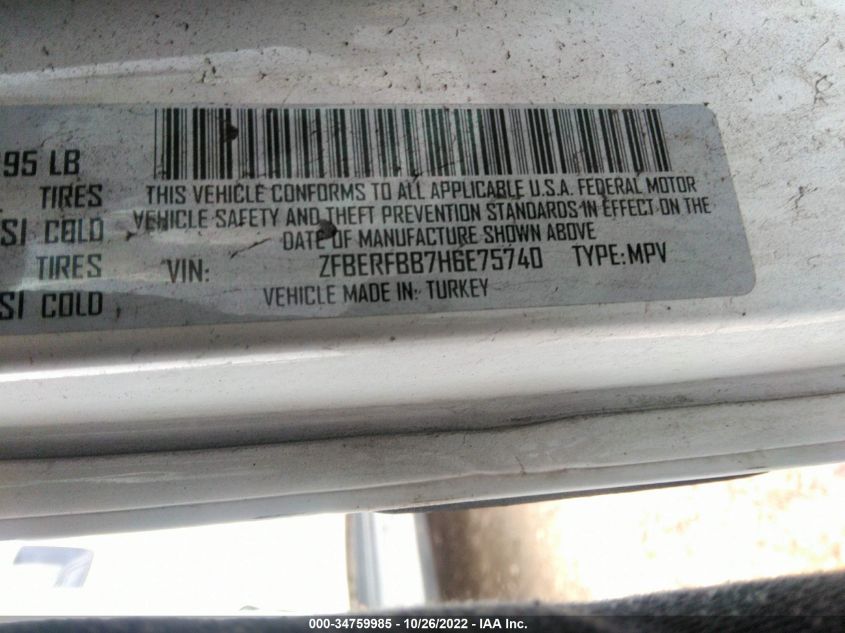 95 LB
TIRES
SI COLD
TIRES
SI COLD
THIS VEHICLE CONFORMS TO ALL APPLICABLE U.S.A. FEDERAL MOTOR
VEHICLE SAFETY AND THEFT PREVENTION STANDARDS IN EFFECT ON THE
DATE OF MANUFACTURE SHOWN ABOVE
VIN: ZFBERFBB7H6E75740 TYPE: MPV
VEHICLE MADE IN: TURKEY
000-34759985 - 10/26/2022 - IAA Inc.